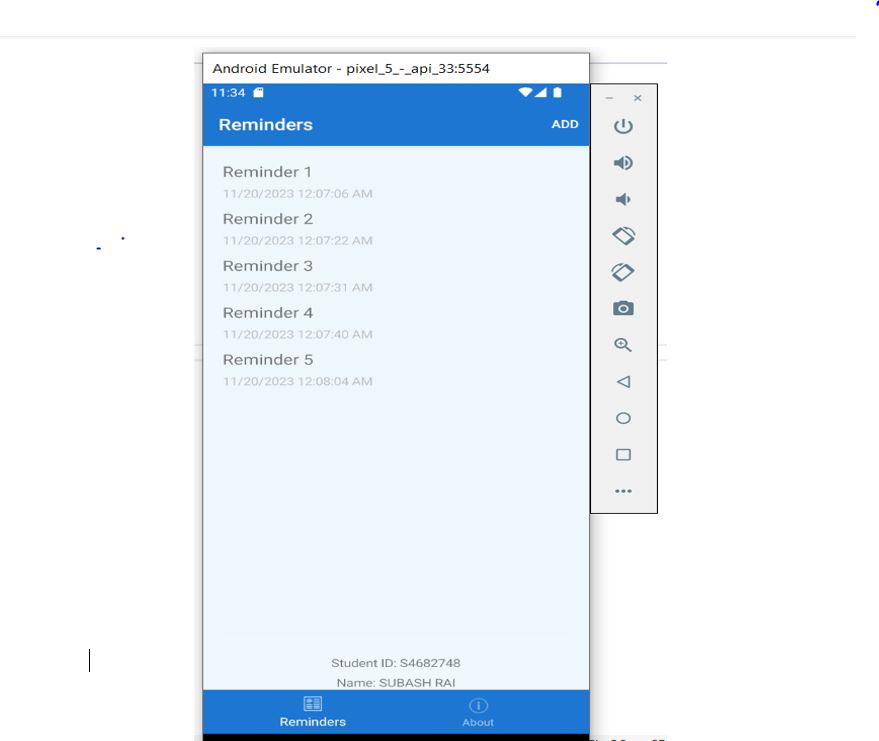 Android Emulator - pixel_5_-_api_33:5554
11:34
Reminders ADD
Reminder 1
11/20/2023 12:07:06 AM
Reminder 2
11/20/2023 12:07:22 AM
Reminder 3
11/20/2023 12:07:31 AM
Reminder 4
11/20/2023 12:07:40 AM
Reminder 5
11/20/2023 12:08:04 AM
Student ID: S4682748
Name: SUBASH RAI
Reminders About